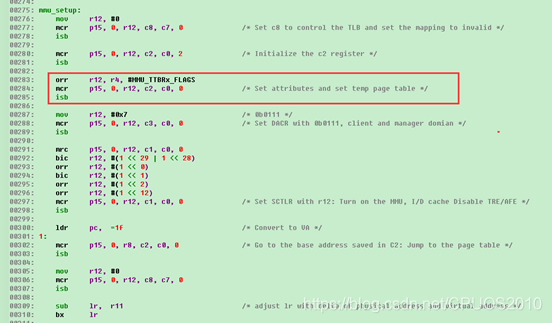 00274:
00275: mmu_setup:
00276: mov r12, #0
00277: mcr p15, 0, r12, c8, c7, 0 /* Set c8 to control the TLB and set the mapping to invalid */
00278: isb
00279:
00280: mcr p15, 0, r12, c2, c0, 2 /* Initialize the c2 register */
00281: isb
00282:
00283: orr r12, r4, #MMU_TTBRx_FLAGS
00284: mcr p15, 0, r12, c2, c0, 0 /* Set attributes and set temp page table */
00285: isb
00286:
00287: mov r12, #0x7 /* 0b0111 */
00288: mcr p15, 0, r12, c3, c0, 0 /* Set DACR with 0b0111, client and manager domian */
00289: isb
00290:
00291: mrc p15, 0, r12, c1, c0, 0
00292: bic r12, #(1 << 29 | 1 << 28)
00293: orr r12, #(1 << 0)
00294: bic r12, #(1 << 1)
00295: orr r12, #(1 << 2)
00296: orr r12, #(1 << 12)
00297: mcr p15, 0, r12, c1, c0, 0 /* Set SCTLR with r12: Turn on the MMU, I/D cache Disable TRE/AFE */
00298: isb
00299:
00300: ldr pc, =1f /* Convert to VA */
00301: 1:
00302: mcr p15, 0, r8, c2, c0, 0 /* Go to the base address saved in C2: Jump to the page table */
00303: isb
00304:
00305: mov r12, #0
00306: mcr p15, 0, r12, c8, c7, 0
00307: isb
00308:
00309: sub lr, r11 /* adjust lr with delta of physical address and virtual address */
00310: bx lr